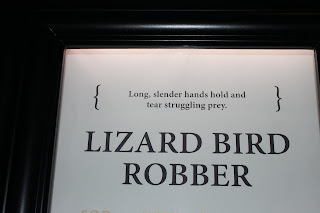 { Long, slender hands hold and }
tear struggling prey.
LIZARD BIRD
ROBBER